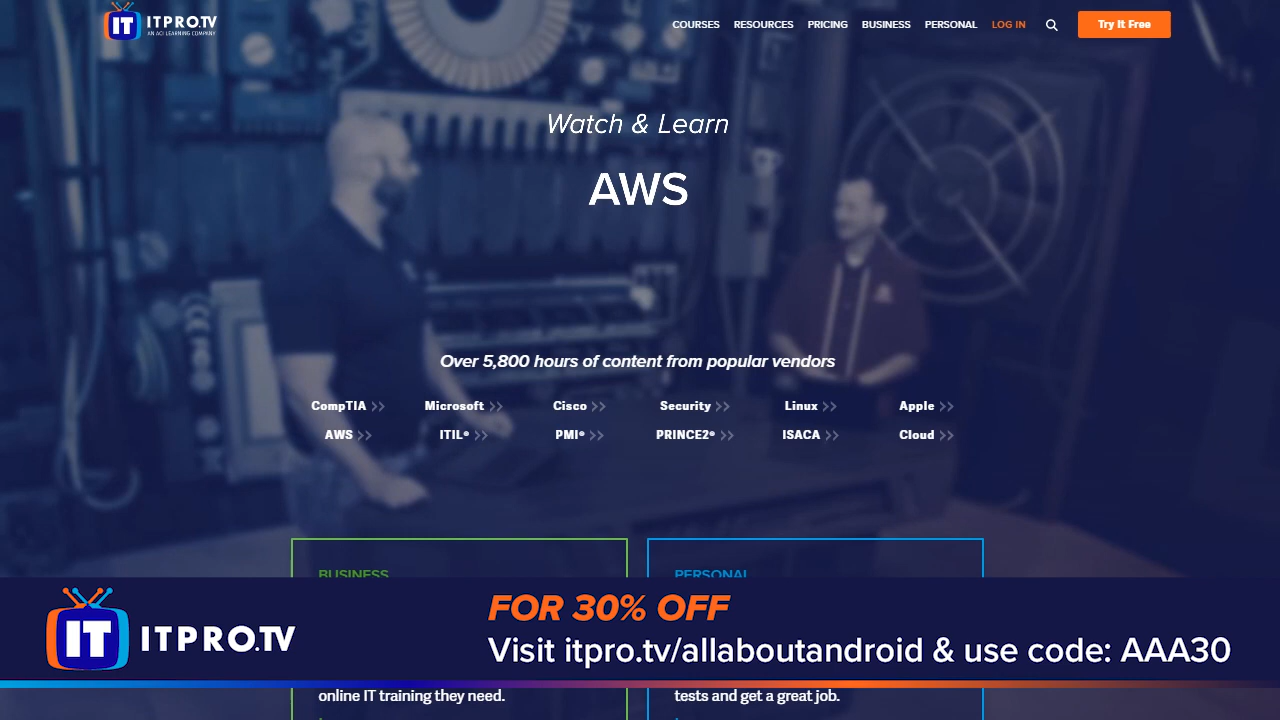 IT ITPRO.TV
AN ACI LEARNING COMPANY
COURSES RESOURCES PRICING BUSINESS PERSONAL LOG IN Try It Free
Watch & Learn
AWS
Over 5,800 hours of content from popular vendors
CompTIA >> Microsoft >> Cisco >> Security >> Linux >> Apple >>
AWS >> ITIL® >> PMI® >> PRINCE2® >> ISACA >> Cloud >>
BUSINESS PERSONAL
FOR 30% OFF
IT ITPRO.TV
Visit itpro.tv/allaboutandroid & use code: AAA30
online IT training they need. tests and get a great job.